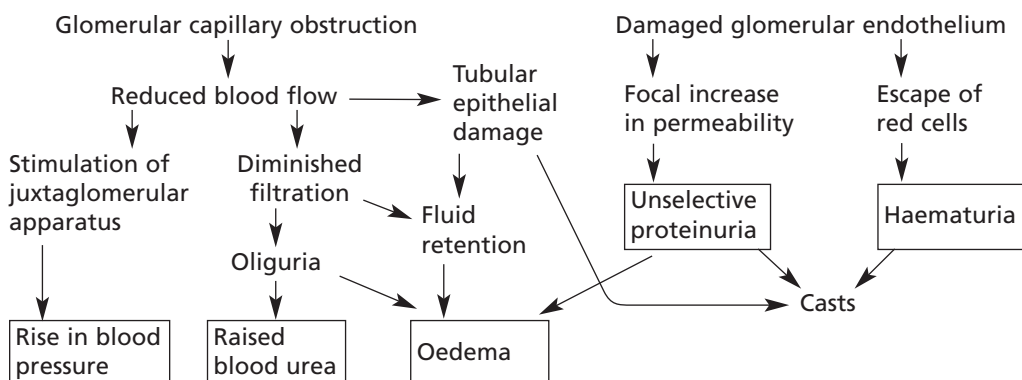 Glomerular capillary obstruction
Damaged glomerular endothelium
Reduced blood flow
Tubular
epithelial
damage
Focal increase
in permeability
Escape of
red cells
Stimulation of
juxtaglomerular
apparatus
Diminished
filtration
Fluid
retention
Unselective
proteinuria
Haematuria
Oliguria
Casts
Rise in blood
pressure
Raised
blood urea
Oedema